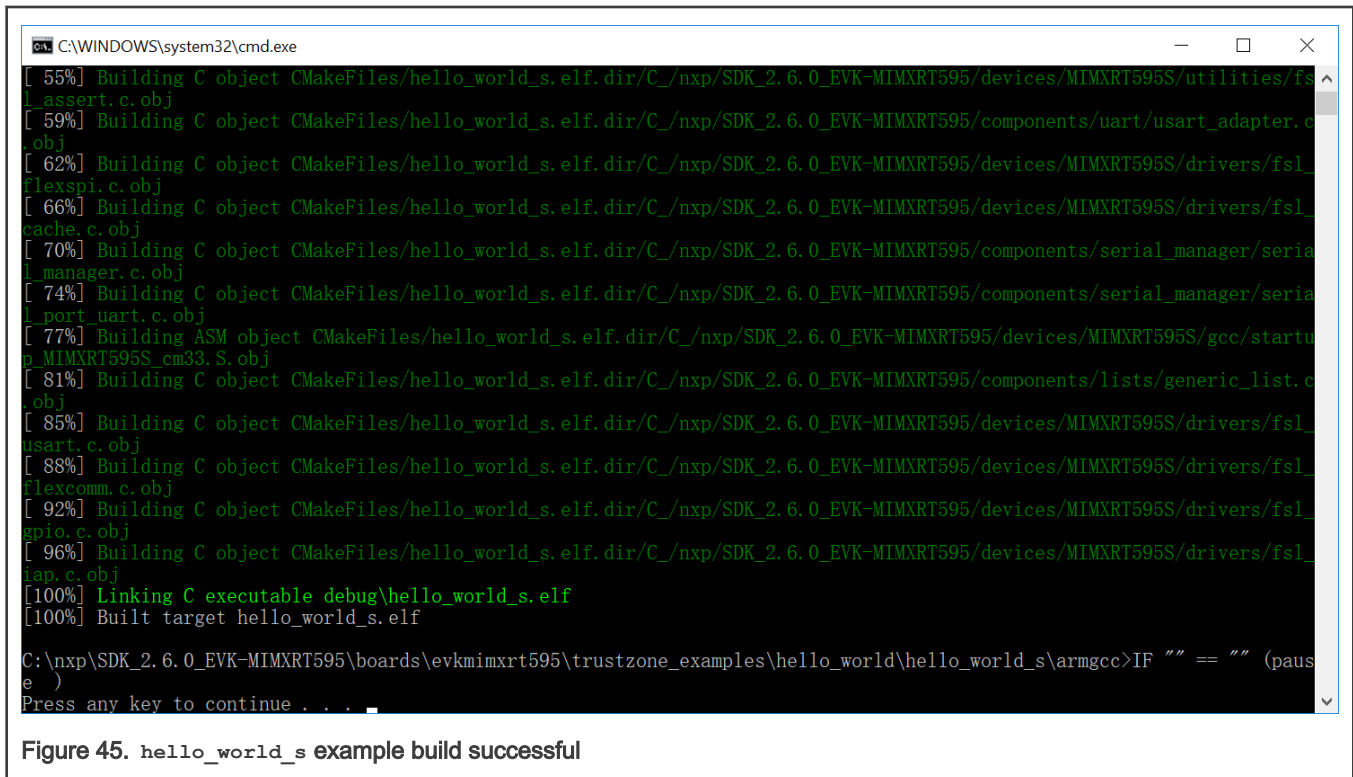 C:\WINDOWS\system32\cmd.exe
[ 55%] Building C object CMakeFiles/hello_world_s.elf.dir/C_/nxp/SDK_2.6.0_EVK-MIMXRT595/devices/MIMXRT595S/utilities/fs
l_assert.c.obj
[ 59%] Building C object CMakeFiles/hello_world_s.elf.dir/C_/nxp/SDK_2.6.0_EVK-MIMXRT595/components/uart/usart_adapter.c
.obj
[ 62%] Building C object CMakeFiles/hello_world_s.elf.dir/C_/nxp/SDK_2.6.0_EVK-MIMXRT595/devices/MIMXRT595S/drivers/fsl_
flexspi.c.obj
[ 66%] Building C object CMakeFiles/hello_world_s.elf.dir/C_/nxp/SDK_2.6.0_EVK-MIMXRT595/devices/MIMXRT595S/drivers/fsl_
cache.c.obj
[ 70%] Building C object CMakeFiles/hello_world_s.elf.dir/C_/nxp/SDK_2.6.0_EVK-MIMXRT595/components/serial_manager/seria
l_manager.c.obj
[ 74%] Building C object CMakeFiles/hello_world_s.elf.dir/C_/nxp/SDK_2.6.0_EVK-MIMXRT595/components/serial_manager/seria
l_port_uart.c.obj
[ 77%] Building ASM object CMakeFiles/hello_world_s.elf.dir/C_/nxp/SDK_2.6.0_EVK-MIMXRT595/devices/MIMXRT595S/gcc/startu
p_MIMXRT595S_cm33.S.obj
[ 81%] Building C object CMakeFiles/hello_world_s.elf.dir/C_/nxp/SDK_2.6.0_EVK-MIMXRT595/components/lists/generic_list.c
.obj
[ 85%] Building C object CMakeFiles/hello_world_s.elf.dir/C_/nxp/SDK_2.6.0_EVK-MIMXRT595/devices/MIMXRT595S/drivers/fsl_
usart.c.obj
[ 88%] Building C object CMakeFiles/hello_world_s.elf.dir/C_/nxp/SDK_2.6.0_EVK-MIMXRT595/devices/MIMXRT595S/drivers/fsl_
flexcomm.c.obj
[ 92%] Building C object CMakeFiles/hello_world_s.elf.dir/C_/nxp/SDK_2.6.0_EVK-MIMXRT595/devices/MIMXRT595S/drivers/fsl_
gpio.c.obj
[ 96%] Building C object CMakeFiles/hello_world_s.elf.dir/C_/nxp/SDK_2.6.0_EVK-MIMXRT595/devices/MIMXRT595S/drivers/fsl_
iap.c.obj
[100%] Linking C executable debug\hello_world_s.elf
[100%] Built target hello_world_s.elf
C:\nxp\SDK_2.6.0_EVK-MIMXRT595\boards\evkmimxrt595\trustzone_examples\hello_world\hello_world_s\armgcc>IF "" == "" (paus
e )
Press any key to continue . . . _
Figure 45. hello_world_s example build successful